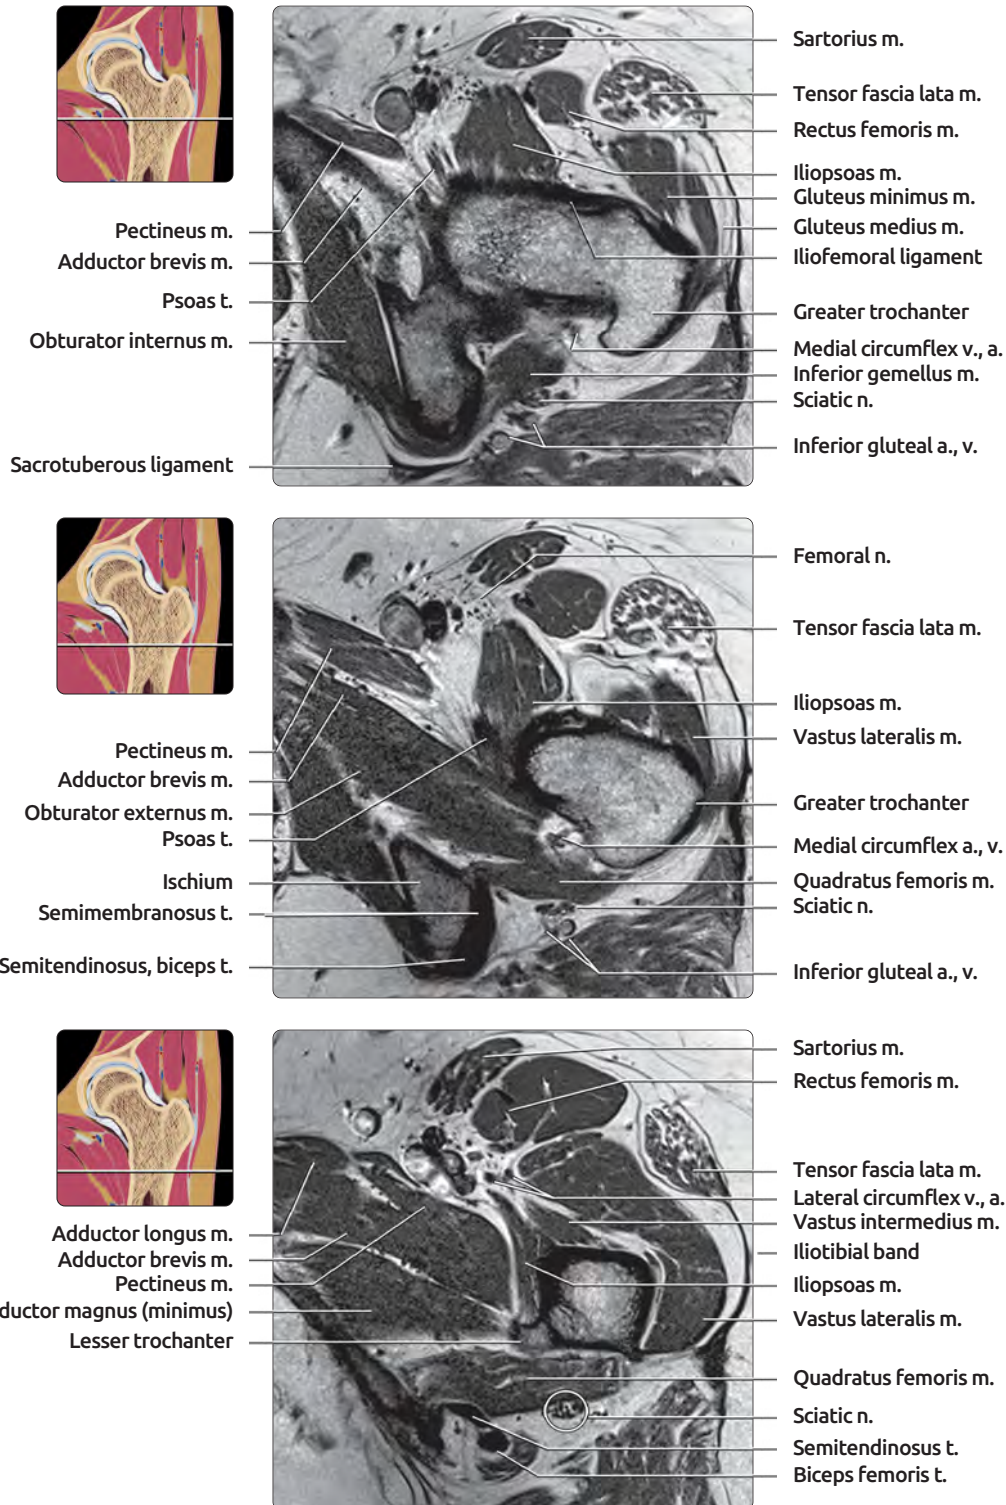 Sartorius m.
Tensor fascia lata m.
Rectus femoris m.
Iliopsoas m.
Gluteus minimus m.
Gluteus medius m.
Iliofemoral ligament
Greater trochanter
Medial circumflex v., a.
Inferior gemellus m.
Sciatic n.
Inferior gluteal a., v.
Pectineus m.
Adductor brevis m.
Psoas t.
Obturator internus m.
Sacrotuberous ligament
Femoral n.
Tensor fascia lata m.
Iliopsoas m.
Vastus lateralis m.
Greater trochanter
Medial circumflex a., v.
Quadratus femoris m.
Sciatic n.
Inferior gluteal a., v.
Pectineus m.
Adductor brevis m.
Obturator externus m.
Psoas t.
Ischium
Semimembranosus t.
Semitendinosus, biceps t.
Sartorius m.
Rectus femoris m.
Tensor fascia lata m.
Lateral circumflex v., a.
Vastus intermedius m.
Iliotibial band
Iliopsoas m.
Vastus lateralis m.
Quadratus femoris m.
Sciatic n.
Semitendinosus t.
Biceps femoris t.
Adductor longus m.
Adductor brevis m.
Pectineus m.
ductor magnus (minimus)
Lesser trochanter